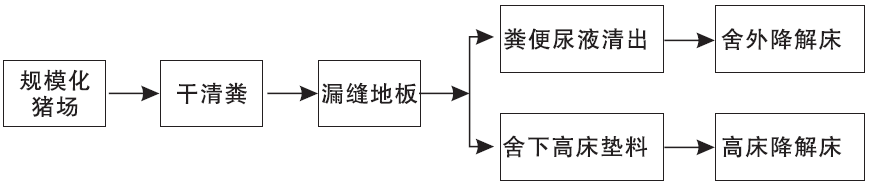 规模化
猪场
干清粪
漏缝地板
粪便尿液清出
舍外降解床
舍下高床垫料
高床降解床